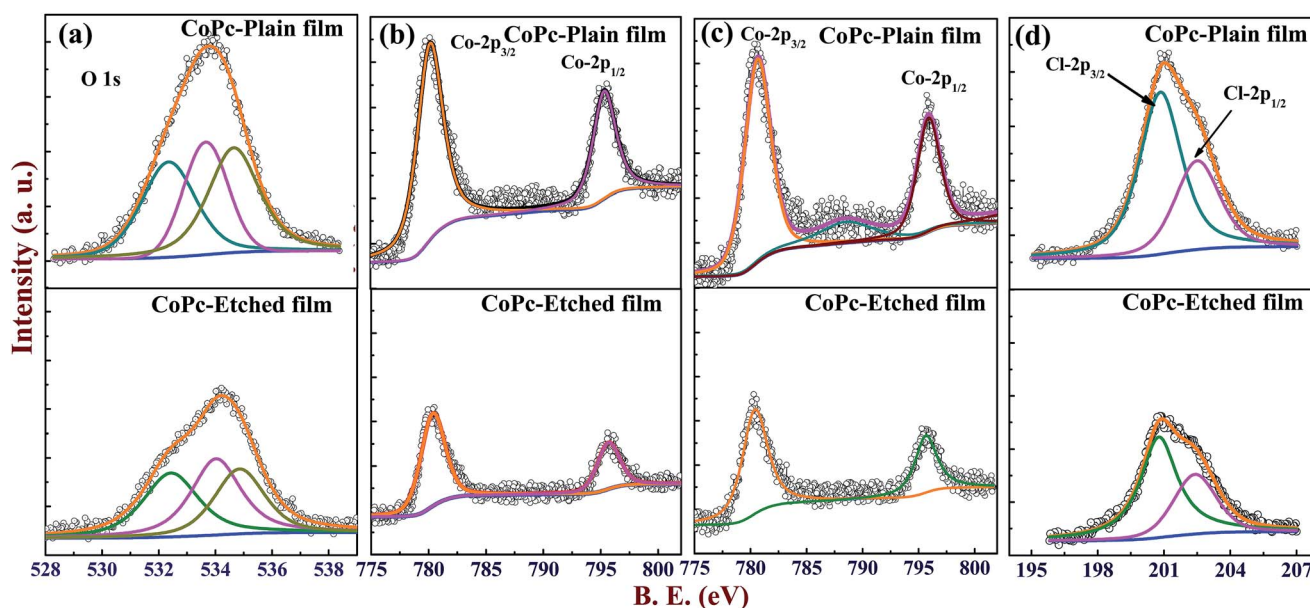 (a) CoPc-Plain film
O 1s
(b) CoPc-Plain film
Co-2p3/2
Co-2p1/2
(c) CoPc-Plain film
Co-2p3/2
Co-2p1/2
(d) CoPc-Plain film
Cl-2p3/2
Cl-2p1/2
Intensity (a. u.)
CoPc-Etched film
CoPc-Etched film
CoPc-Etched film
CoPc-Etched film
528 530 532 534 536 538
775 780 785 790 795 800
775 780 785 790 795 800
195 198 201 204 207
B. E. (eV)